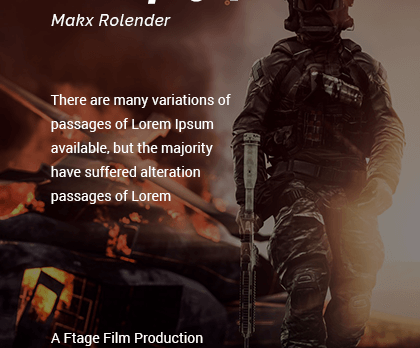 Makx Rolender
There are many variations of
passages of Lorem Ipsum
available, but the majority
have suffered alteration
passages of Lorem
A Ftage Film Production